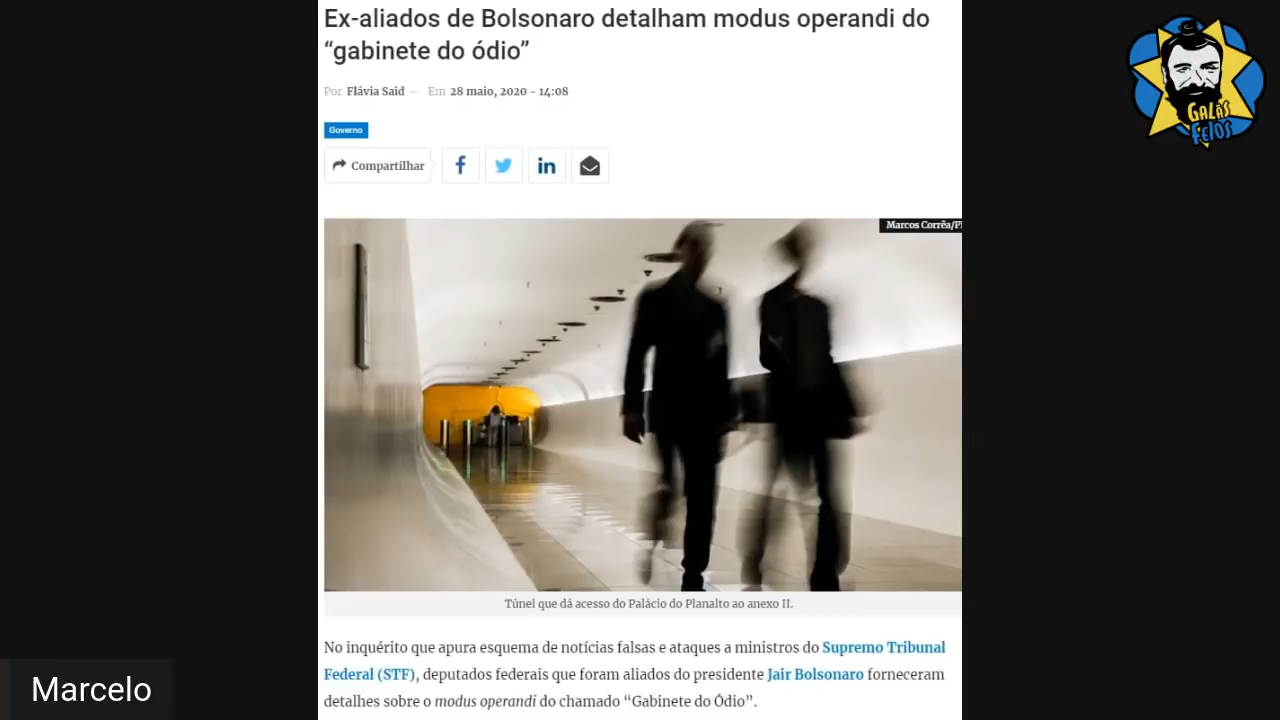 Ex-aliados de Bolsonaro detalham modus operandi do
“gabinete do ódio”
Por Flávia Said — Em 28 maio, 2020 - 14:08
Governo
Compartilhar
Marcos Corrêa/P
Túnel que dá acesso do Palácio do Planalto ao anexo II.
No inquérito que apura esquema de notícias falsas e ataques a ministros do Supremo Tribunal
Federal (STF), deputados federais que foram aliados do presidente Jair Bolsonaro forneceram
detalhes sobre o modus operandi do chamado “Gabinete do Ódio”.
Marcelo
GALÃS
FEIOS